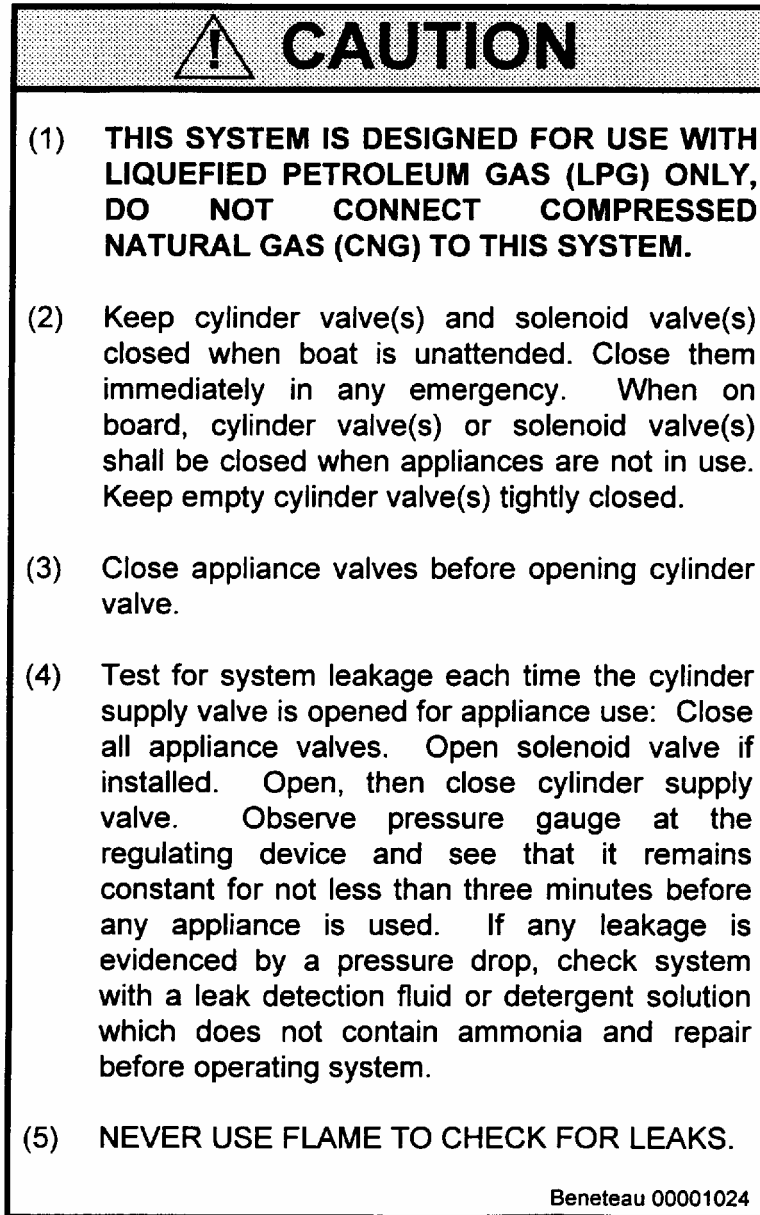 CAUTION
(1) THIS SYSTEM IS DESIGNED FOR USE WITH
LIQUEFIED PETROLEUM GAS (LPG) ONLY,
DO NOT CONNECT COMPRESSED
NATURAL GAS (CNG) TO THIS SYSTEM.
(2) Keep cylinder valve(s) and solenoid valve(s)
closed when boat is unattended. Close them
immediately in any emergency. When on
board, cylinder valve(s) or solenoid valve(s)
shall be closed when appliances are not in use.
Keep empty cylinder valve(s) tightly closed.
(3) Close appliance valves before opening cylinder
valve.
(4) Test for system leakage each time the cylinder
supply valve is opened for appliance use: Close
all appliance valves. Open solenoid valve if
installed. Open, then close cylinder supply
valve. Observe pressure gauge at the
regulating device and see that it remains
constant for not less than three minutes before
any appliance is used. If any leakage is
evidenced by a pressure drop, check system
with a leak detection fluid or detergent solution
which does not contain ammonia and repair
before operating system.
(5) NEVER USE FLAME TO CHECK FOR LEAKS.
Beneteau 00001024